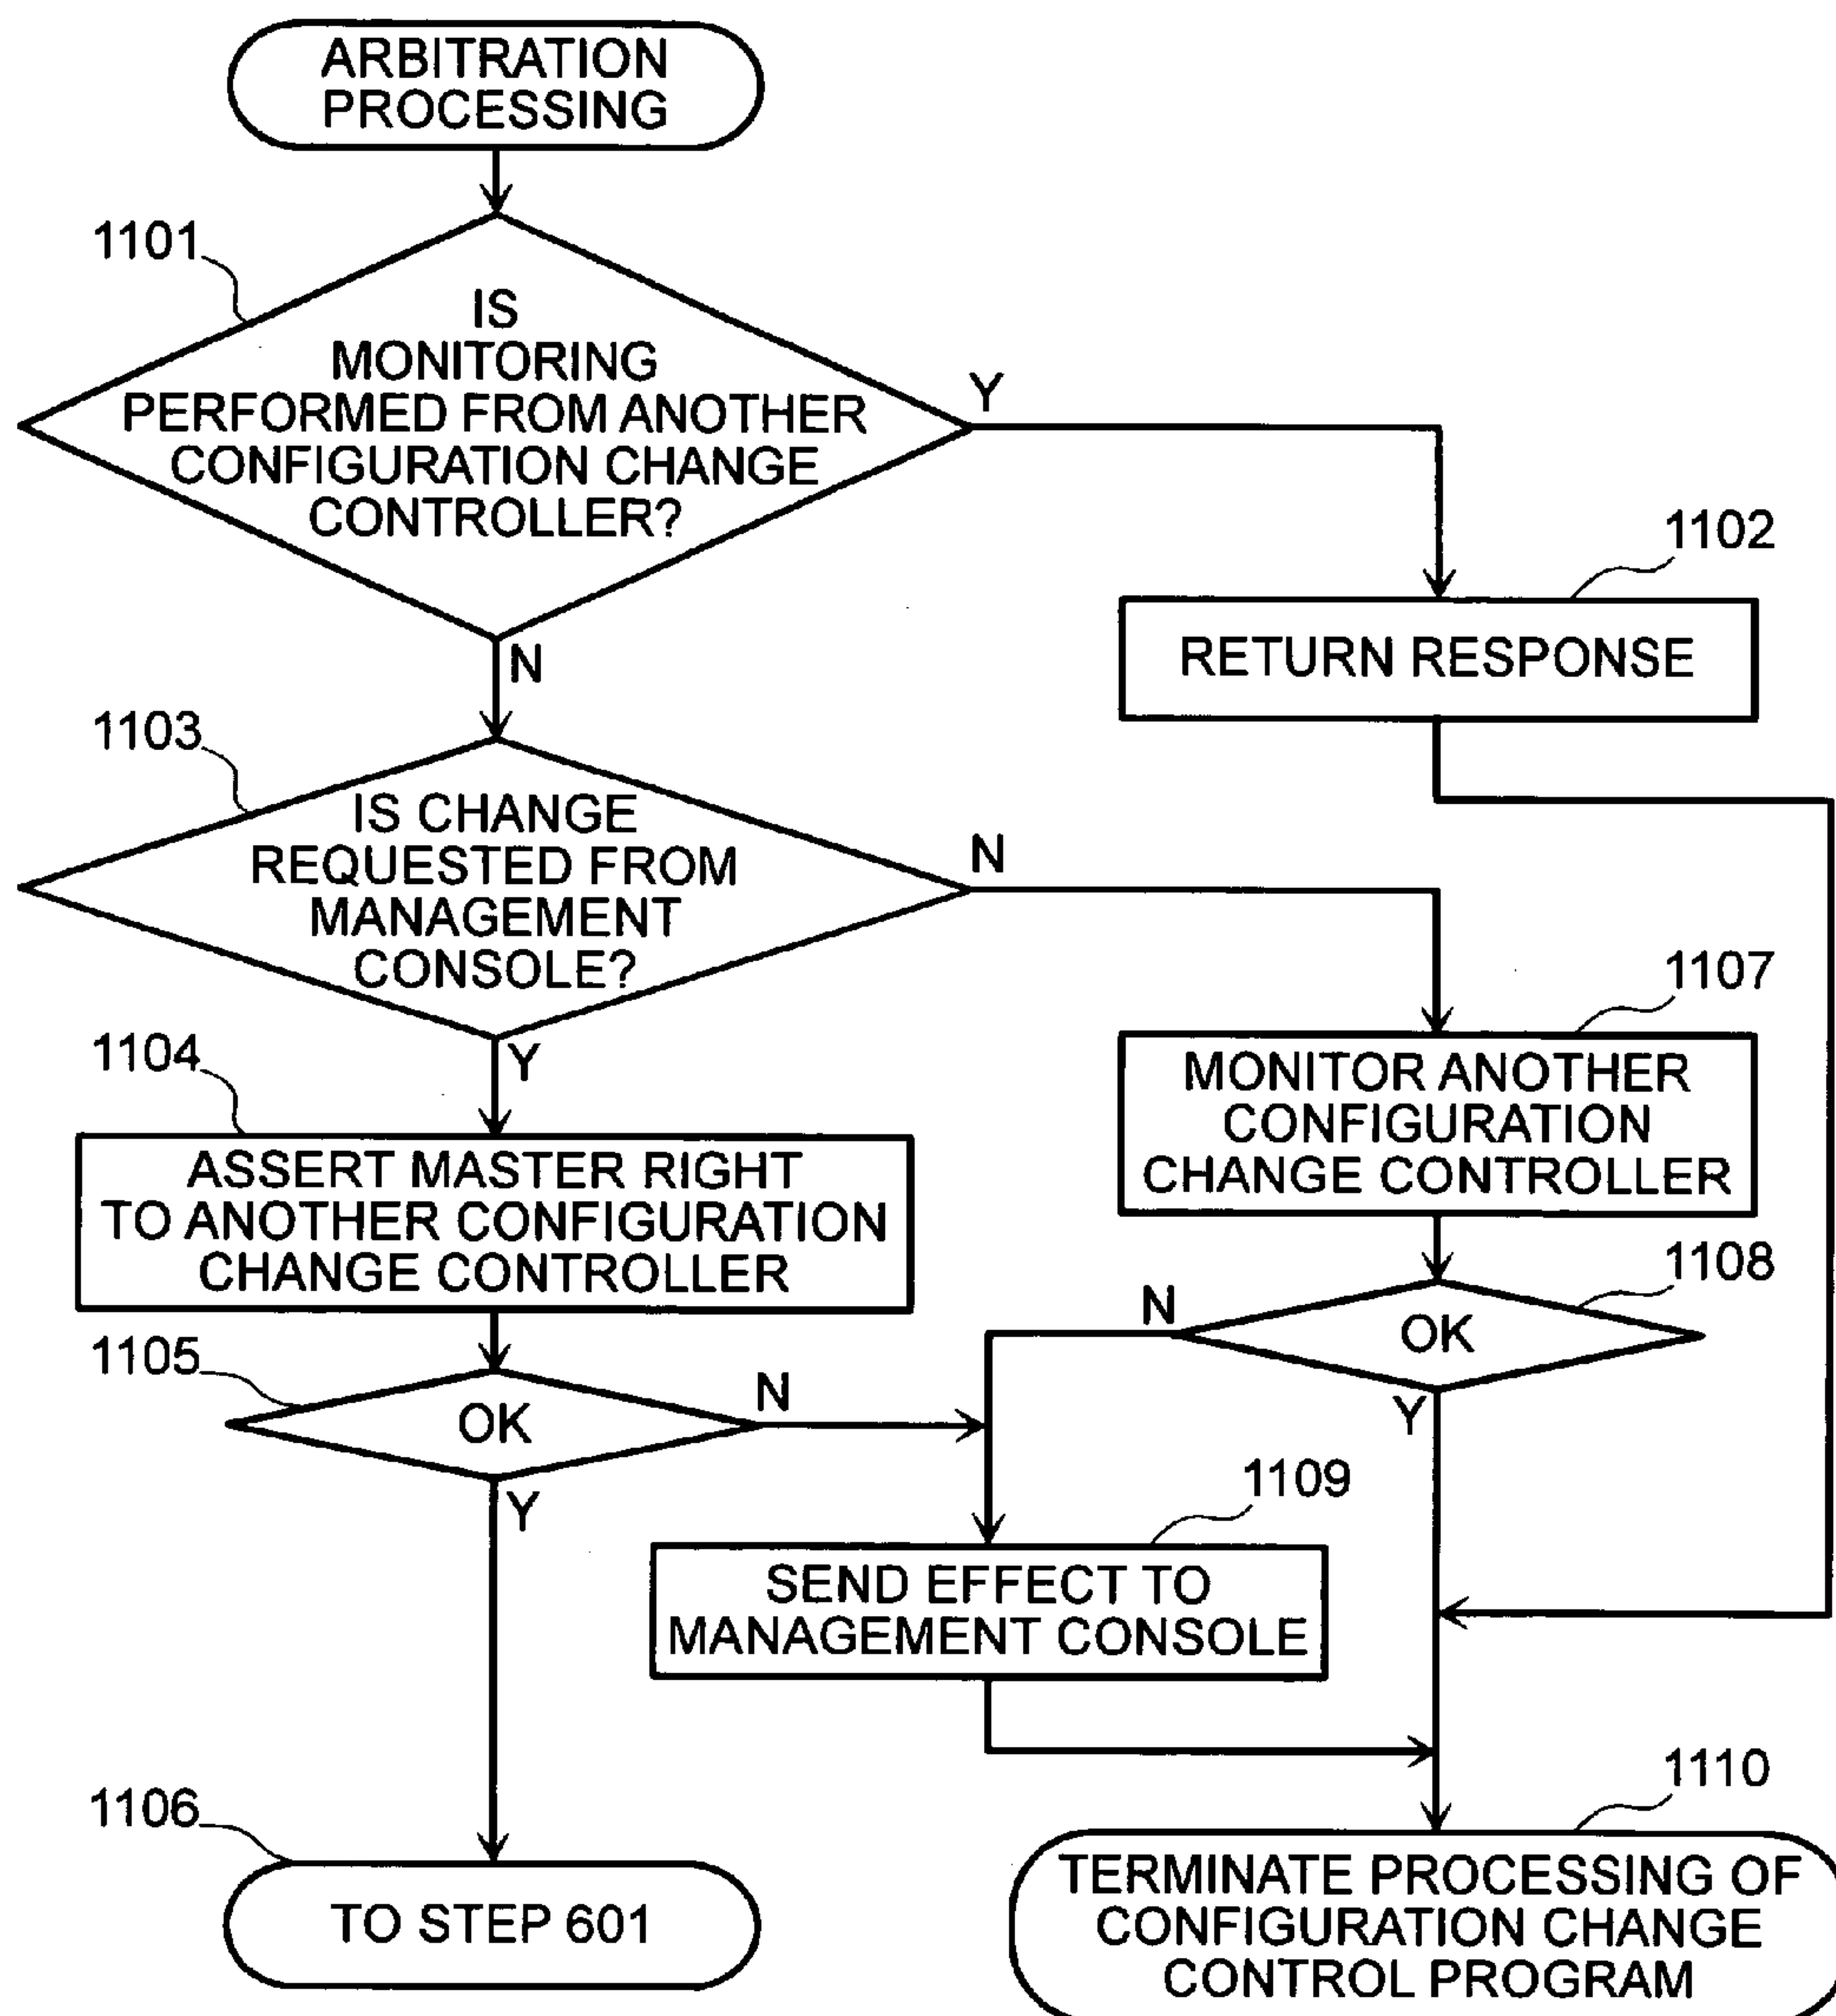 ARBITRATION
PROCESSING
1101
IS
MONITORING
PERFORMED FROM ANOTHER
CONFIGURATION CHANGE
CONTROLLER?
Y
N
1102
RETURN RESPONSE
1103
IS CHANGE
REQUESTED FROM
MANAGEMENT
CONSOLE?
N
Y
1107
MONITOR ANOTHER
CONFIGURATION
CHANGE CONTROLLER
1104
ASSERT MASTER RIGHT
TO ANOTHER CONFIGURATION
CHANGE CONTROLLER
1108
OK
N
Y
1105
OK
N
Y
1109
SEND EFFECT TO
MANAGEMENT CONSOLE
1106
TO STEP 601
1110
TERMINATE PROCESSING OF
CONFIGURATION CHANGE
CONTROL PROGRAM